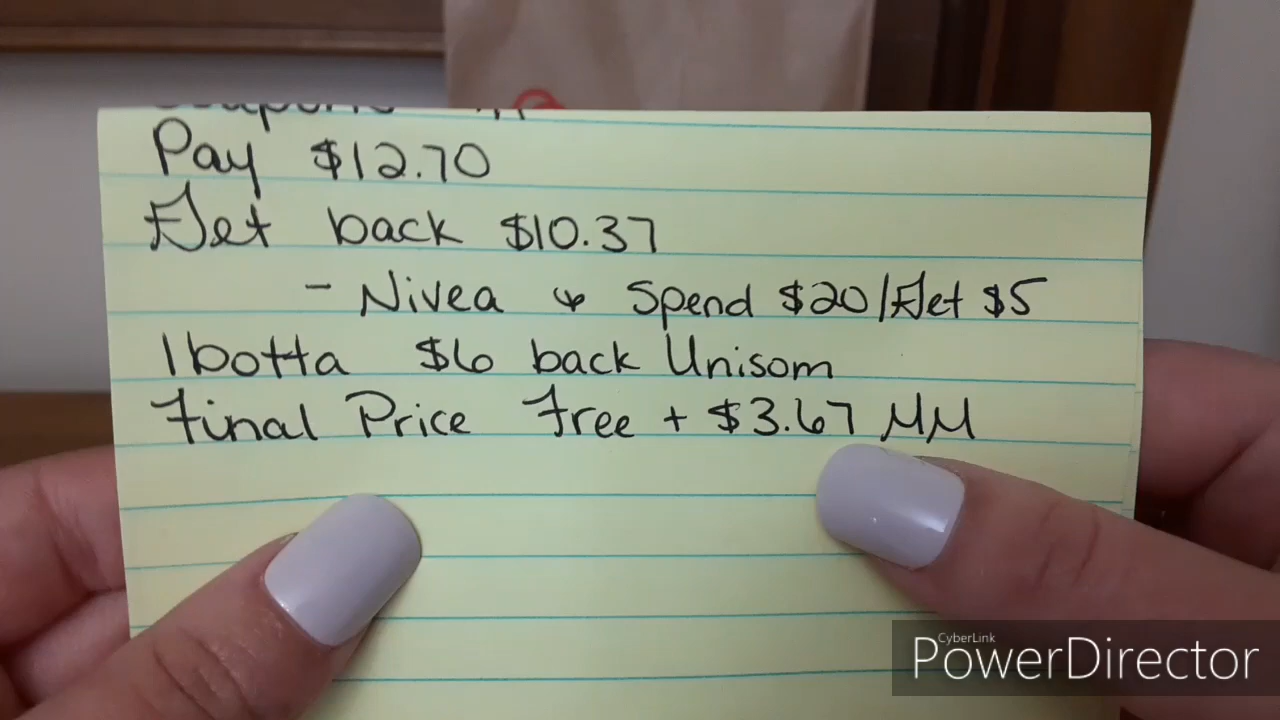 Coupons
Pay $12.70
Get back $10.37
- Nivea & Spend $20/Get $5
Ibotta $6 back Unisom
Final Price Free + $3.67 MM
CyberLink
PowerDirector